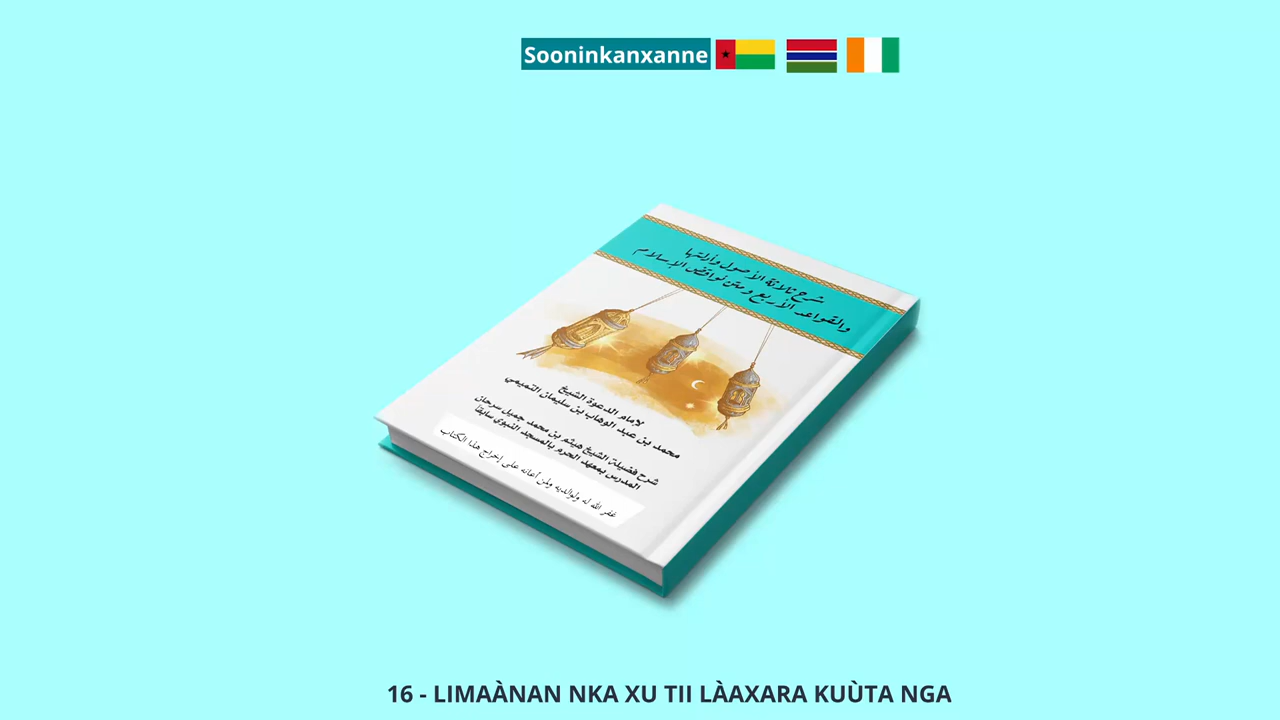 Sooninkanxanne
شرح ثلاثة الأصول وأدلتها
والقواعد الأربع و متن نواقض الإسلام
لإمام الدعوة الشيخ
محمد بن عبد الوهاب بن سليمان التميمي
شرح فضيلة الشيخ هيثم بن محمد جميل سرحان
المدرس بمعهد الحرم بالمسجد النبوي سابقا
غفر الله له ولوالديه ولمن أعانه على إخراج هذا الكتاب
16 - LIMAÀNAN NKA XU TII LÀAXARA KUÙTA NGA